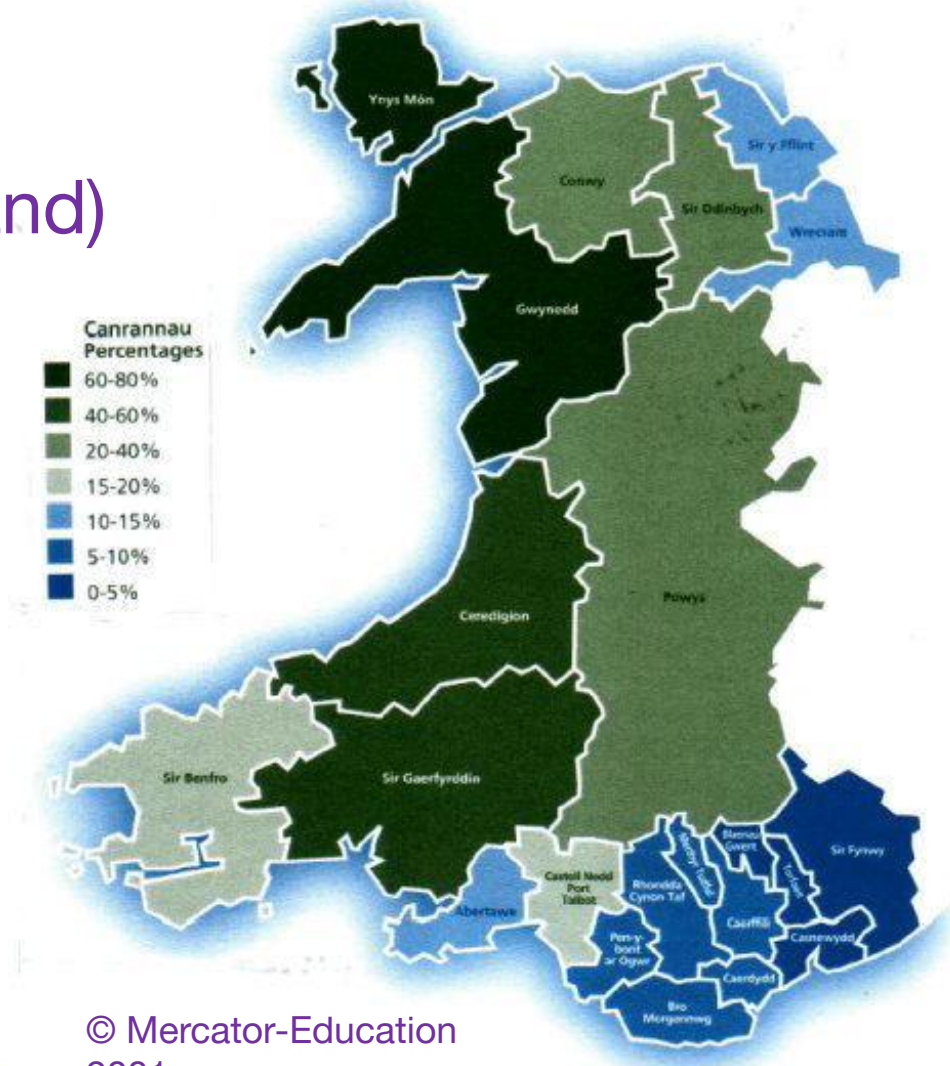 Ynys Môn
Conwy
Sir y Fflint
Sir Ddinbych
Wrecsam
nd)
Gwynedd
Canrannau
Percentages
60-80%
40-60%
20-40%
15-20%
10-15%
5-10%
0-5%
Ceredigion
Powys
Sir Benfro
Sir Gaerfyrddin
Blaenau
Gwent
Merthyr Tudful
Torfaen
Sir Fynwy
Castell Nedd
Port
Talbot
Rhondda
Cynon Taf
Abertawe
Caerffili
Casnewydd
Pen-y-
bont
ar Ogwr
Caerdydd
Bro
Morgannwg
© Mercator-Education